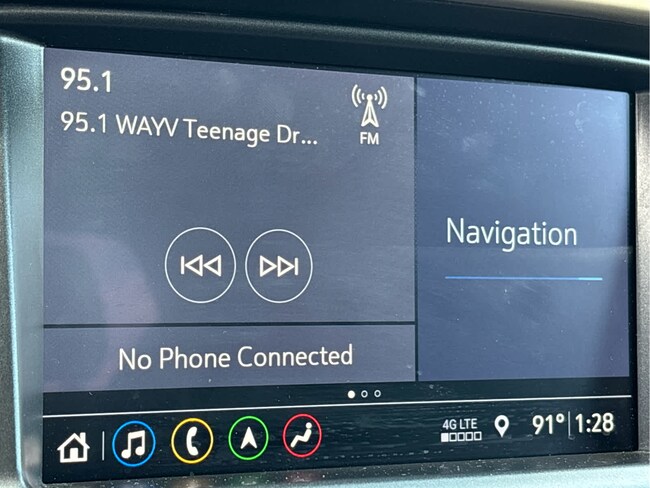 95.1
95.1 WAYV Teenage Dr...
FM
Navigation
No Phone Connected
4G LTE
91° 1:28